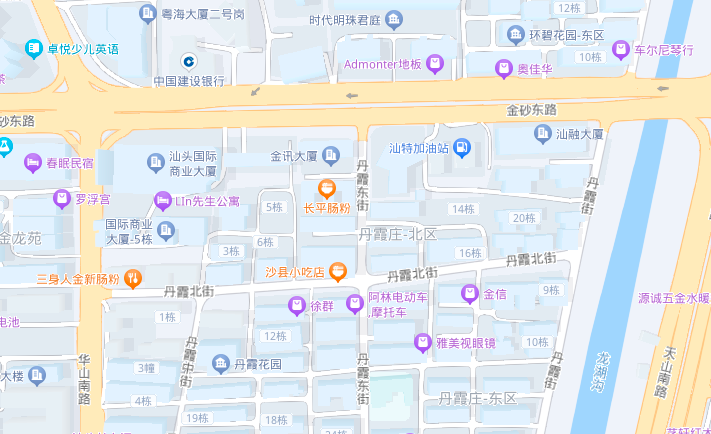 12栋
粤海大厦二号岗
时代明珠君庭
环碧花园-东区
卓悦少儿英语
10栋
车尔尼琴行
Admonter地板
奥佳华
中国建设银行
茶
金砂东路
砂东路
汕融大厦
汕特加油站
春眠民宿
汕头国际
商业大厦
金讯大厦
丹霞东街
丹霞街
罗浮宫
LIn先生公寓
长平肠粉
5栋
14栋
20栋
国际商业
大厦-5栋
金龙苑
6栋
3栋
丹霞庄-北区
16栋
丹霞北街
三身人金新肠粉
沙县小吃店
丹霞北街
丹霞北街
9栋
阿林电动车
,摩托车
徐群
金信
源诚五金水暖
电池
1栋
12栋
雅美视眼镜
10栋
丹霞中街
华山南路
3幢
丹霞花园
丹霞东街
丹霞街
龙湖沟
天山南路
大楼
4栋
丹霞庄-东区
19栋
18栋